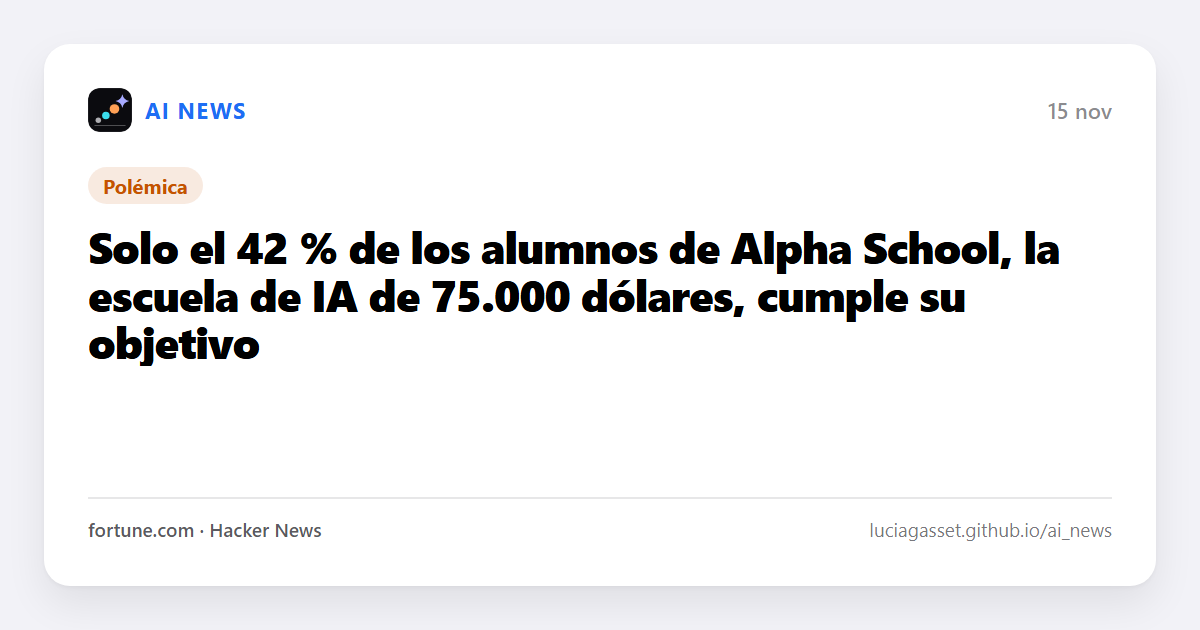 AI NEWS
15 nov
Polémica
Solo el 42 % de los alumnos de Alpha School, la
escuela de IA de 75.000 dólares, cumple su
objetivo
fortune.com · Hacker News
luciagasset.github.io/ai_news